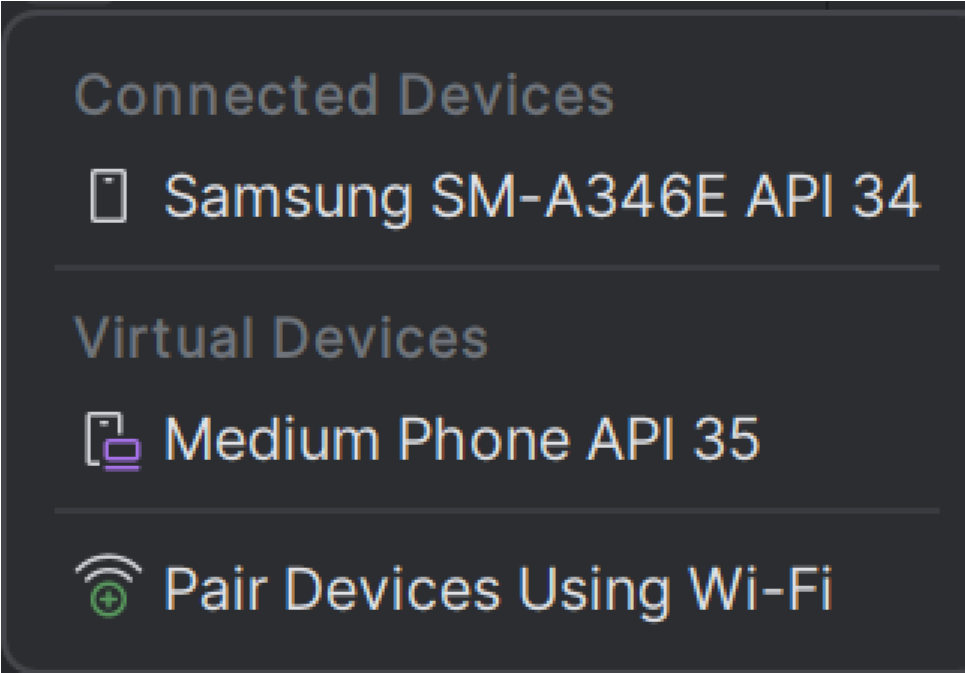 Connected Devices
Samsung SM-A346E API 34
Virtual Devices
Medium Phone API 35
Pair Devices Using Wi-Fi